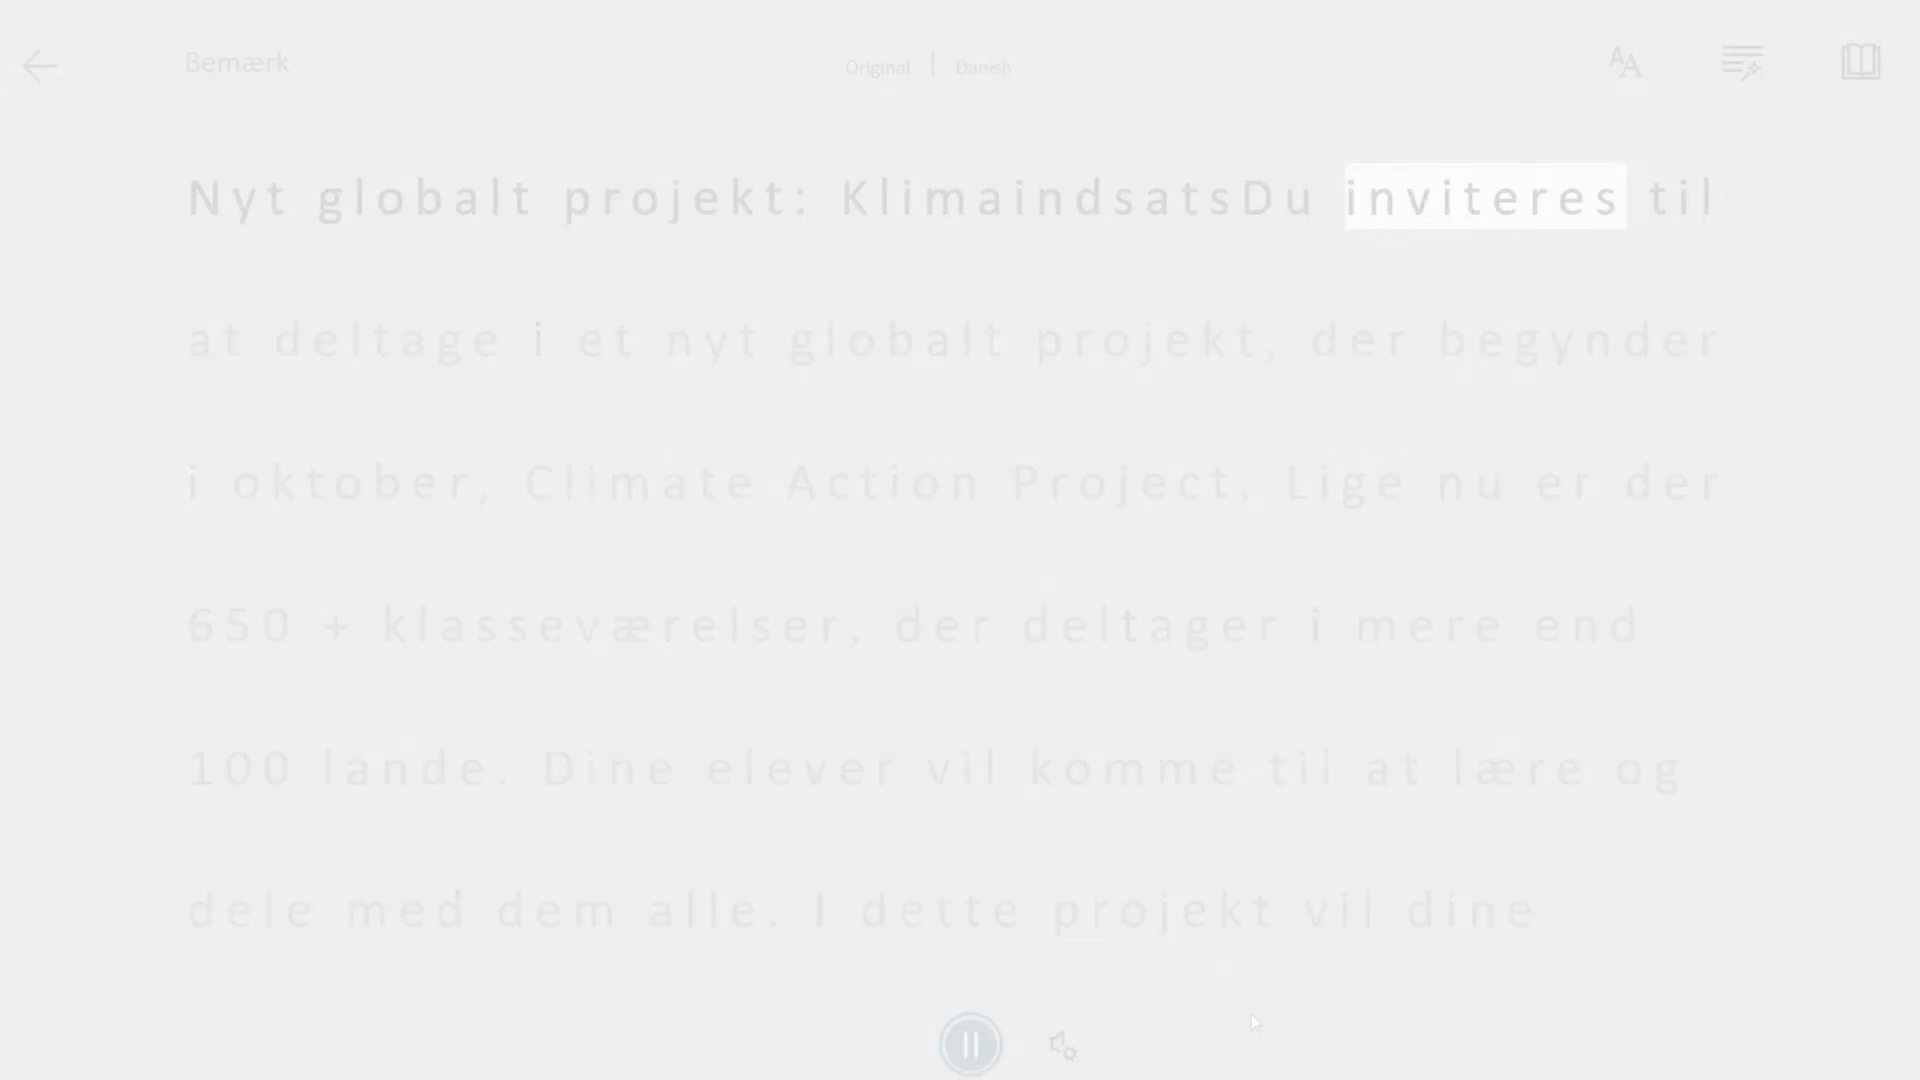 Bemærk
Original | Danish
Nyt globalt projekt: KlimaindsatsDu inviteres til
at deltage i et nyt globalt projekt, der begynder
i oktober, Climate Action Project. Lige nu er der
650 + klasseværelser, der deltager i mere end
100 lande. Dine elever vil komme til at lære og
dele med dem alle. I dette projekt vil dine